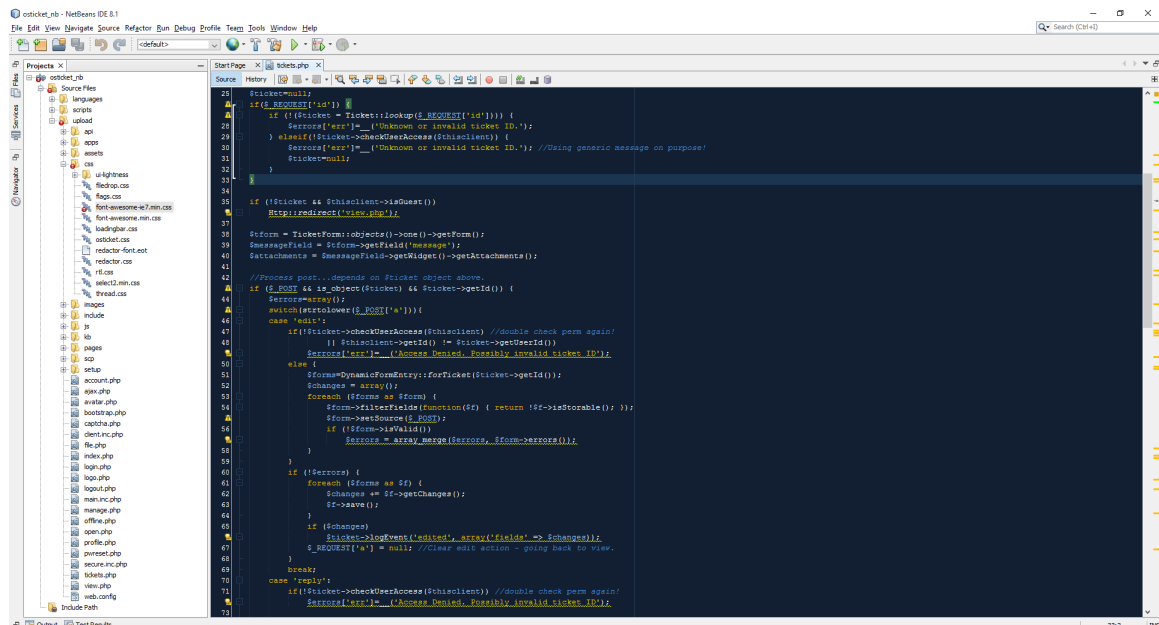 osticket_nb - NetBeans IDE 8.1
File Edit View Navigate Source Refactor Run Debug Profile Team Tools Window Help
Search (Ctrl+I)
<default>
Projects
Files
Services
Navigator
osticket_nb
Source Files
languages
scripts
upload
api
apps
assets
css
ui-lightness
filedrop.css
flags.css
font-awesome-ie7.min.css
font-awesome.min.css
loadingbar.css
osticket.css
redactor-font.eot
redactor.css
rtl.css
select2.min.css
thread.css
images
include
js
kb
pages
scp
setup
account.php
ajax.php
avatar.php
bootstrap.php
captcha.php
client.inc.php
file.php
index.php
login.php
logo.php
logout.php
main.inc.php
manage.php
offline.php
open.php
profile.php
pwreset.php
secure.inc.php
tickets.php
view.php
web.config
Include Path
Start Page tickets.php
Source History
25 $ticket=null;
if($_REQUEST['id']) {
if (!($ticket = Ticket::lookup($_REQUEST['id']))) {
28 $errors['err']=__('Unknown or invalid ticket ID.');
29 } elseif(!$ticket->checkUserAccess($thisclient)) {
30 $errors['err']=__('Unknown or invalid ticket ID.'); //Using generic message on purpose!
31 $ticket=null;
32 }
33 }
34
35 if (!$ticket && $thisclient->isGuest())
Http::redirect('view.php');
37
38 $tform = TicketForm::objects()->one()->getForm();
39 $messageField = $tform->getField('message');
40 $attachments = $messageField->getWidget()->getAttachments();
41
42 //Process post...depends on $ticket object above.
if ($_POST && is_object($ticket) && $ticket->getId()) {
44 $errors=array();
switch(strtolower($_POST['a'])){
46 case 'edit':
47 if(!$ticket->checkUserAccess($thisclient) //double check perm again!
48 || $thisclient->getId() != $ticket->getUserId())
$errors['err']=__('Access Denied. Possibly invalid ticket ID');
50 else {
51 $forms=DynamicFormEntry::forTicket($ticket->getId());
52 $changes = array();
53 foreach ($forms as $form) {
54 $form->filterFields(function($f) { return !$f->isStorable(); });
$form->setSource($_POST);
56 if (!$form->isValid())
$errors = array_merge($errors, $form->errors());
58 }
59 }
60 if (!$errors) {
61 foreach ($forms as $f) {
62 $changes += $f->getChanges();
63 $f->save();
64 }
65 if ($changes)
$ticket->logEvent('edited', array('fields' => $changes));
67 $_REQUEST['a'] = null; //Clear edit action - going back to view.
68 }
69 break;
70 case 'reply':
71 if(!$ticket->checkUserAccess($thisclient)) //double check perm again!
$errors['err']=__('Access Denied. Possibly invalid ticket ID');
73
Output Test Results